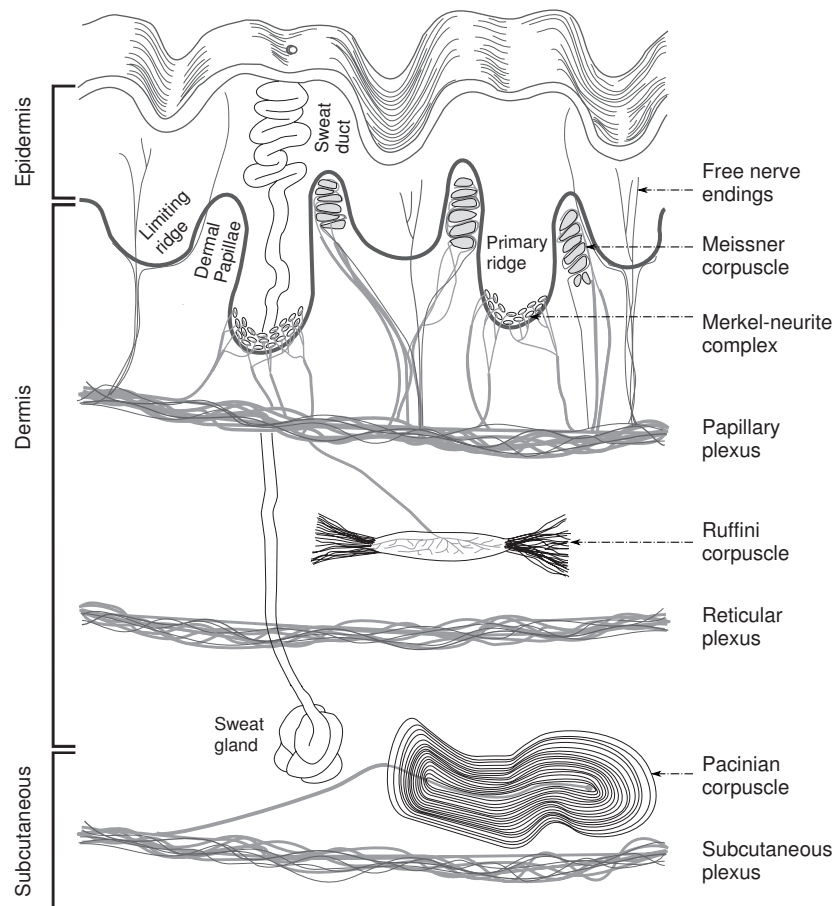 Epidermis
Dermis
Subcutaneous
Sweat
duct
Limiting
ridge
Dermal
Papillae
Primary
ridge
Sweat
gland
Free nerve
endings
Meissner
corpuscle
Merkel-neurite
complex
Papillary
plexus
Ruffini
corpuscle
Reticular
plexus
Pacinian
corpuscle
Subcutaneous
plexus